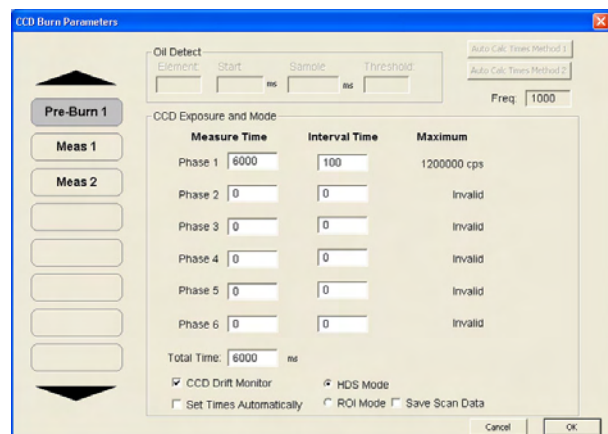 CCD Burn Parameters
Oil Detect
Element: Start Sample Threshold:
ms ms
Auto Calc Times Method 1
Auto Calc Times Method 2
Freq: 1000
Pre-Burn 1
Meas 1
Meas 2
CCD Exposure and Mode
Measure Time Interval Time Maximum
Phase 1 6000 100 1200000 cps
Phase 2 0 0 Invalid
Phase 3 0 0 Invalid
Phase 4 0 0 Invalid
Phase 5 0 0 Invalid
Phase 6 0 0 Invalid
Total Time: 6000 ms
CCD Drift Monitor HDS Mode
Set Times Automatically ROI Mode Save Scan Data
Cancel OK